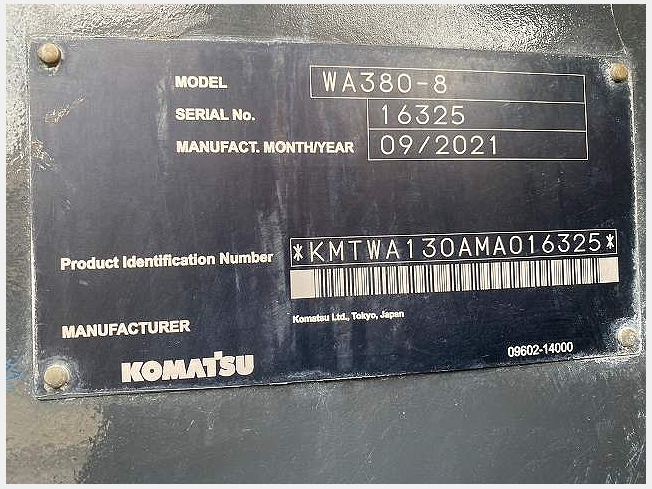 MODEL WA380-8
SERIAL No. 16325
MANUFACT. MONTH/YEAR 09/2021
Product Identification Number *KMTWA130AMA016325*
MANUFACTURER Komatsu Ltd., Tokyo, Japan
KOMATSU 09602-14000